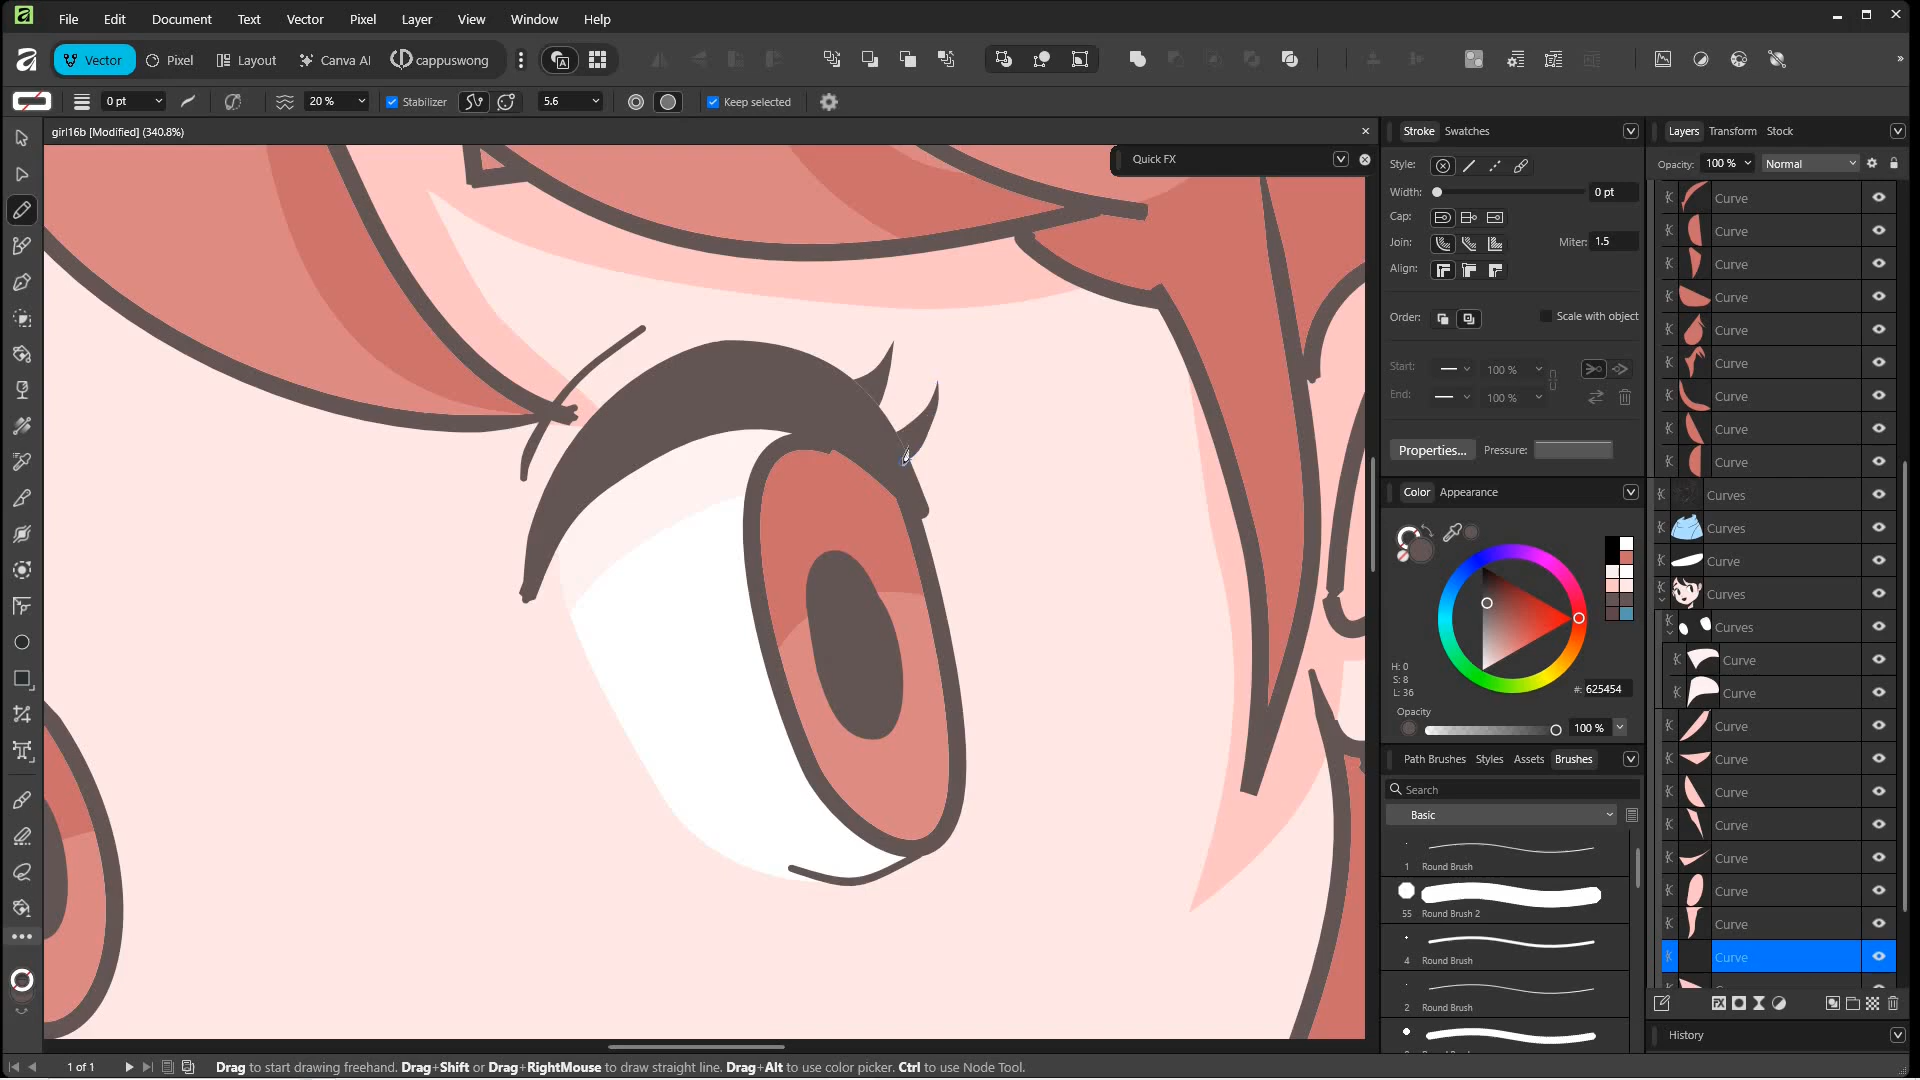 File Edit Document Text Vector Pixel Layer View Window Help
Vector Pixel Layout Canva AI cappuswong
0 pt 20 % Stabilizer 5.6 Keep selected
girl16b [Modified] (340.8%)
Quick FX
Stroke Swatches
Style:
Width: 0 pt
Cap:
Join: Miter: 1.5
Align:
Order: Scale with object
Start: 100 %
End: 100 %
Properties... Pressure:
Color Appearance
H: 0
S: 8
L: 36
#: 625454
Opacity
100 %
Path Brushes Styles Assets Brushes
Search
Basic
1 Round Brush
55 Round Brush 2
4 Round Brush
2 Round Brush
Layers Transform Stock
Opacity: 100 % Normal
Curve
Curve
Curve
Curve
Curve
Curve
Curve
Curve
Curve
Curves
Curves
Curve
Curves
Curves
Curve
Curve
Curve
Curve
Curve
Curve
Curve
Curve
Curve
Curve
History
1 of 1 Drag to start drawing freehand. Drag+Shift or Drag+RightMouse to draw straight line. Drag+Alt to use color picker. Ctrl to use Node Tool.